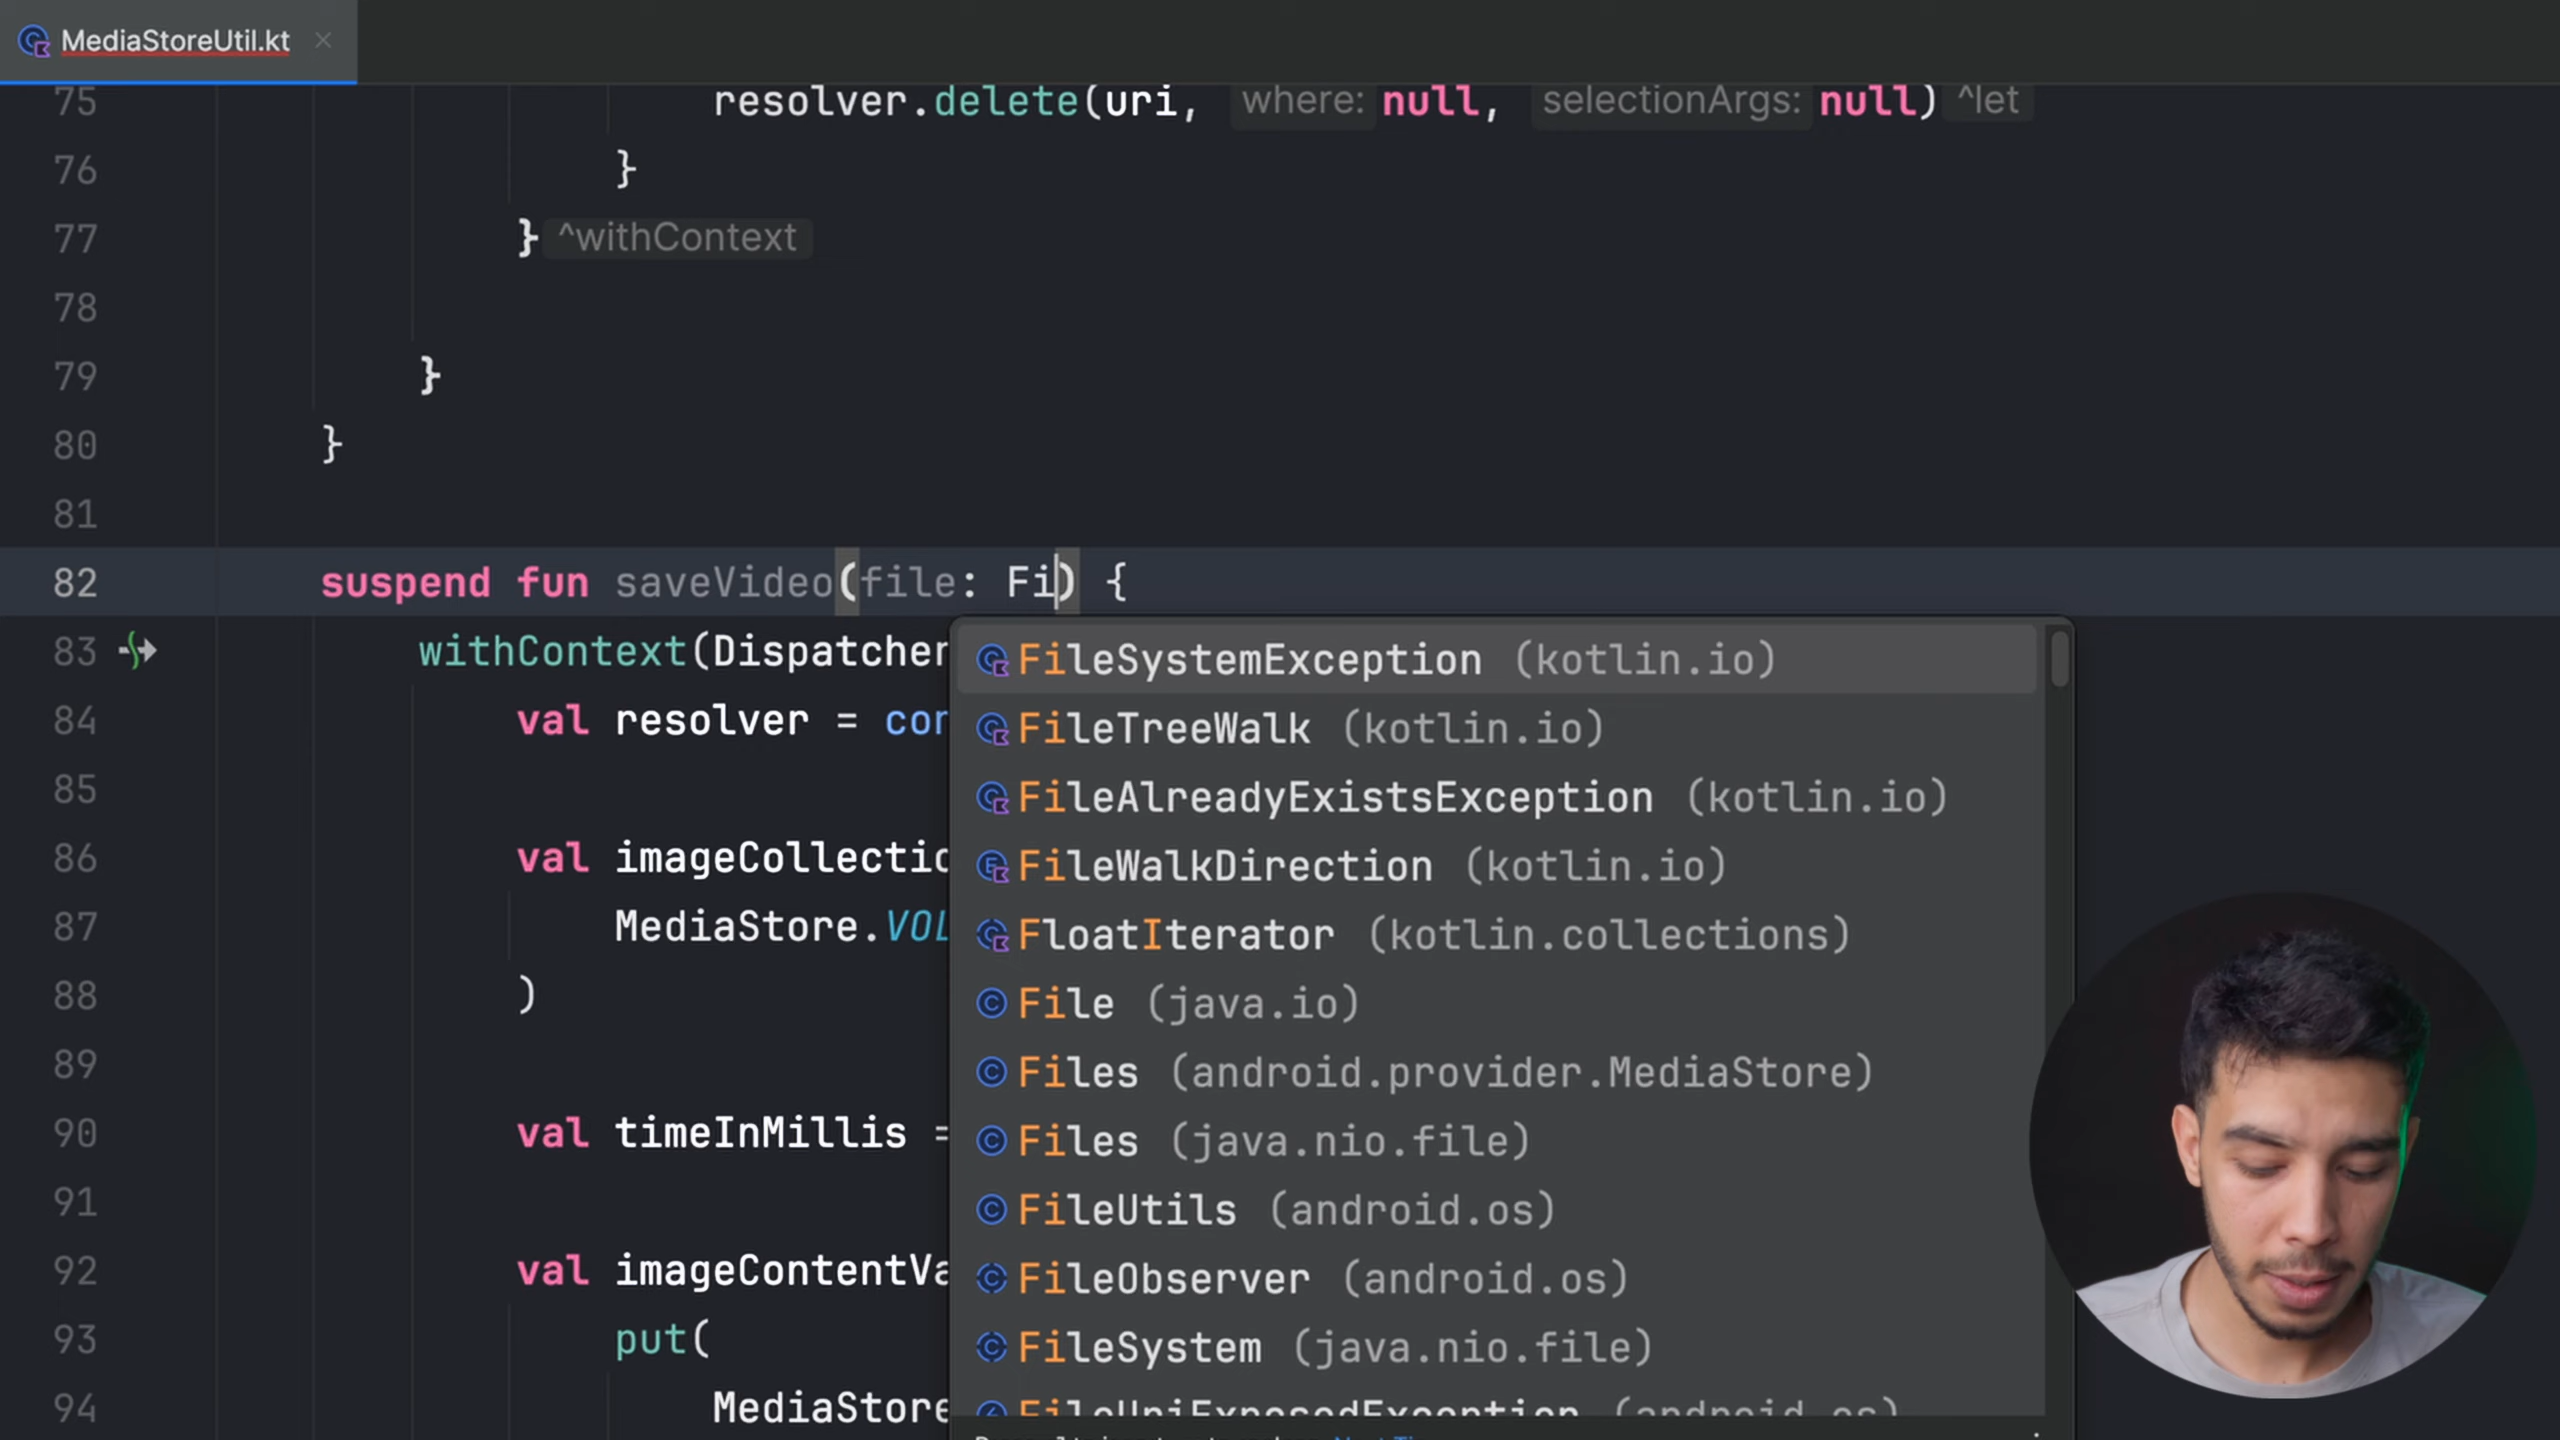 MediaStoreUtil.kt
75 resolver.delete(uri, where: null, selectionArgs: null) ^let
76 }
77 } ^withContext
78
79 }
80 }
81
82 suspend fun saveVideo(file: Fi) {
83 withContext(Dispatcher
84 val resolver = con
85
86 val imageCollectio
87 MediaStore.VOL
88 )
89
90 val timeInMillis =
91
92 val imageContentVa
93 put(
94 MediaStore
FileSystemException (kotlin.io)
FileTreeWalk (kotlin.io)
FileAlreadyExistsException (kotlin.io)
FileWalkDirection (kotlin.io)
FloatIterator (kotlin.collections)
File (java.io)
Files (android.provider.MediaStore)
Files (java.nio.file)
FileUtils (android.os)
FileObserver (android.os)
FileSystem (java.nio.file)
FileUriExposedException (android.os)